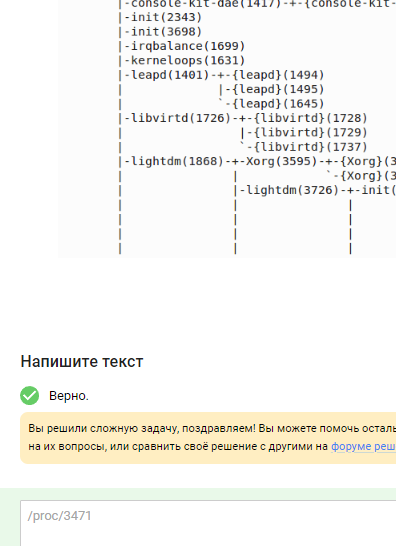 |-console-kit-dae(1417)-+-{console-kit-
|-init(2343)
|-init(3698)
|-irqbalance(1699)
|-kerneloops(1631)
|-leapd(1401)-+-{leapd}(1494)
|             |-{leapd}(1495)
|             `-{leapd}(1645)
|-libvirtd(1726)-+-{libvirtd}(1728)
|                |-{libvirtd}(1729)
|                `-{libvirtd}(1737)
|-lightdm(1868)-+-Xorg(3595)-+-{Xorg}(3
|               |            `-{Xorg}(3
|               |-lightdm(3726)-+-init(
|               |               |
|               |               |
|               |               |
|               |               |
Напишите текст
Верно.
Вы решили сложную задачу, поздравляем! Вы можете помочь осталь
на их вопросы, или сравнить своё решение с другими на форуме реш
/proc/3471